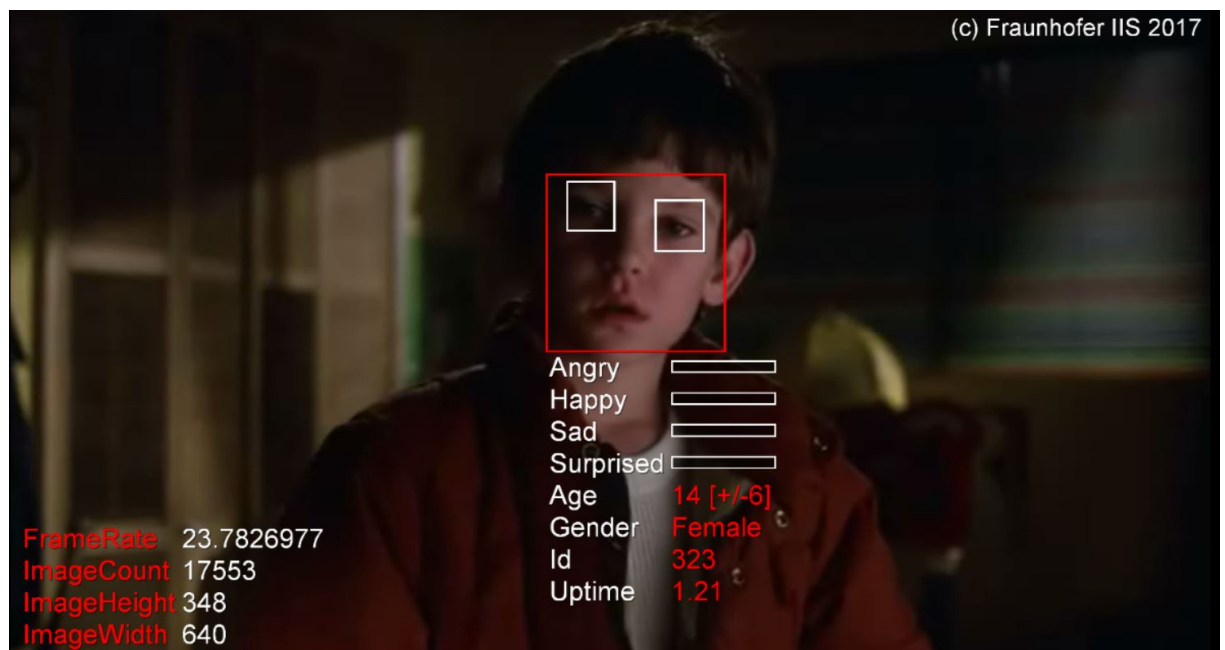 (c) Fraunhofer IIS 2017
Angry
Happy
Sad
Surprised
Age 14 [+/-6]
Gender Female
Id 323
Uptime 1.21
FrameRate 23.7826977
ImageCount 17553
ImageHeight 348
ImageWidth 640